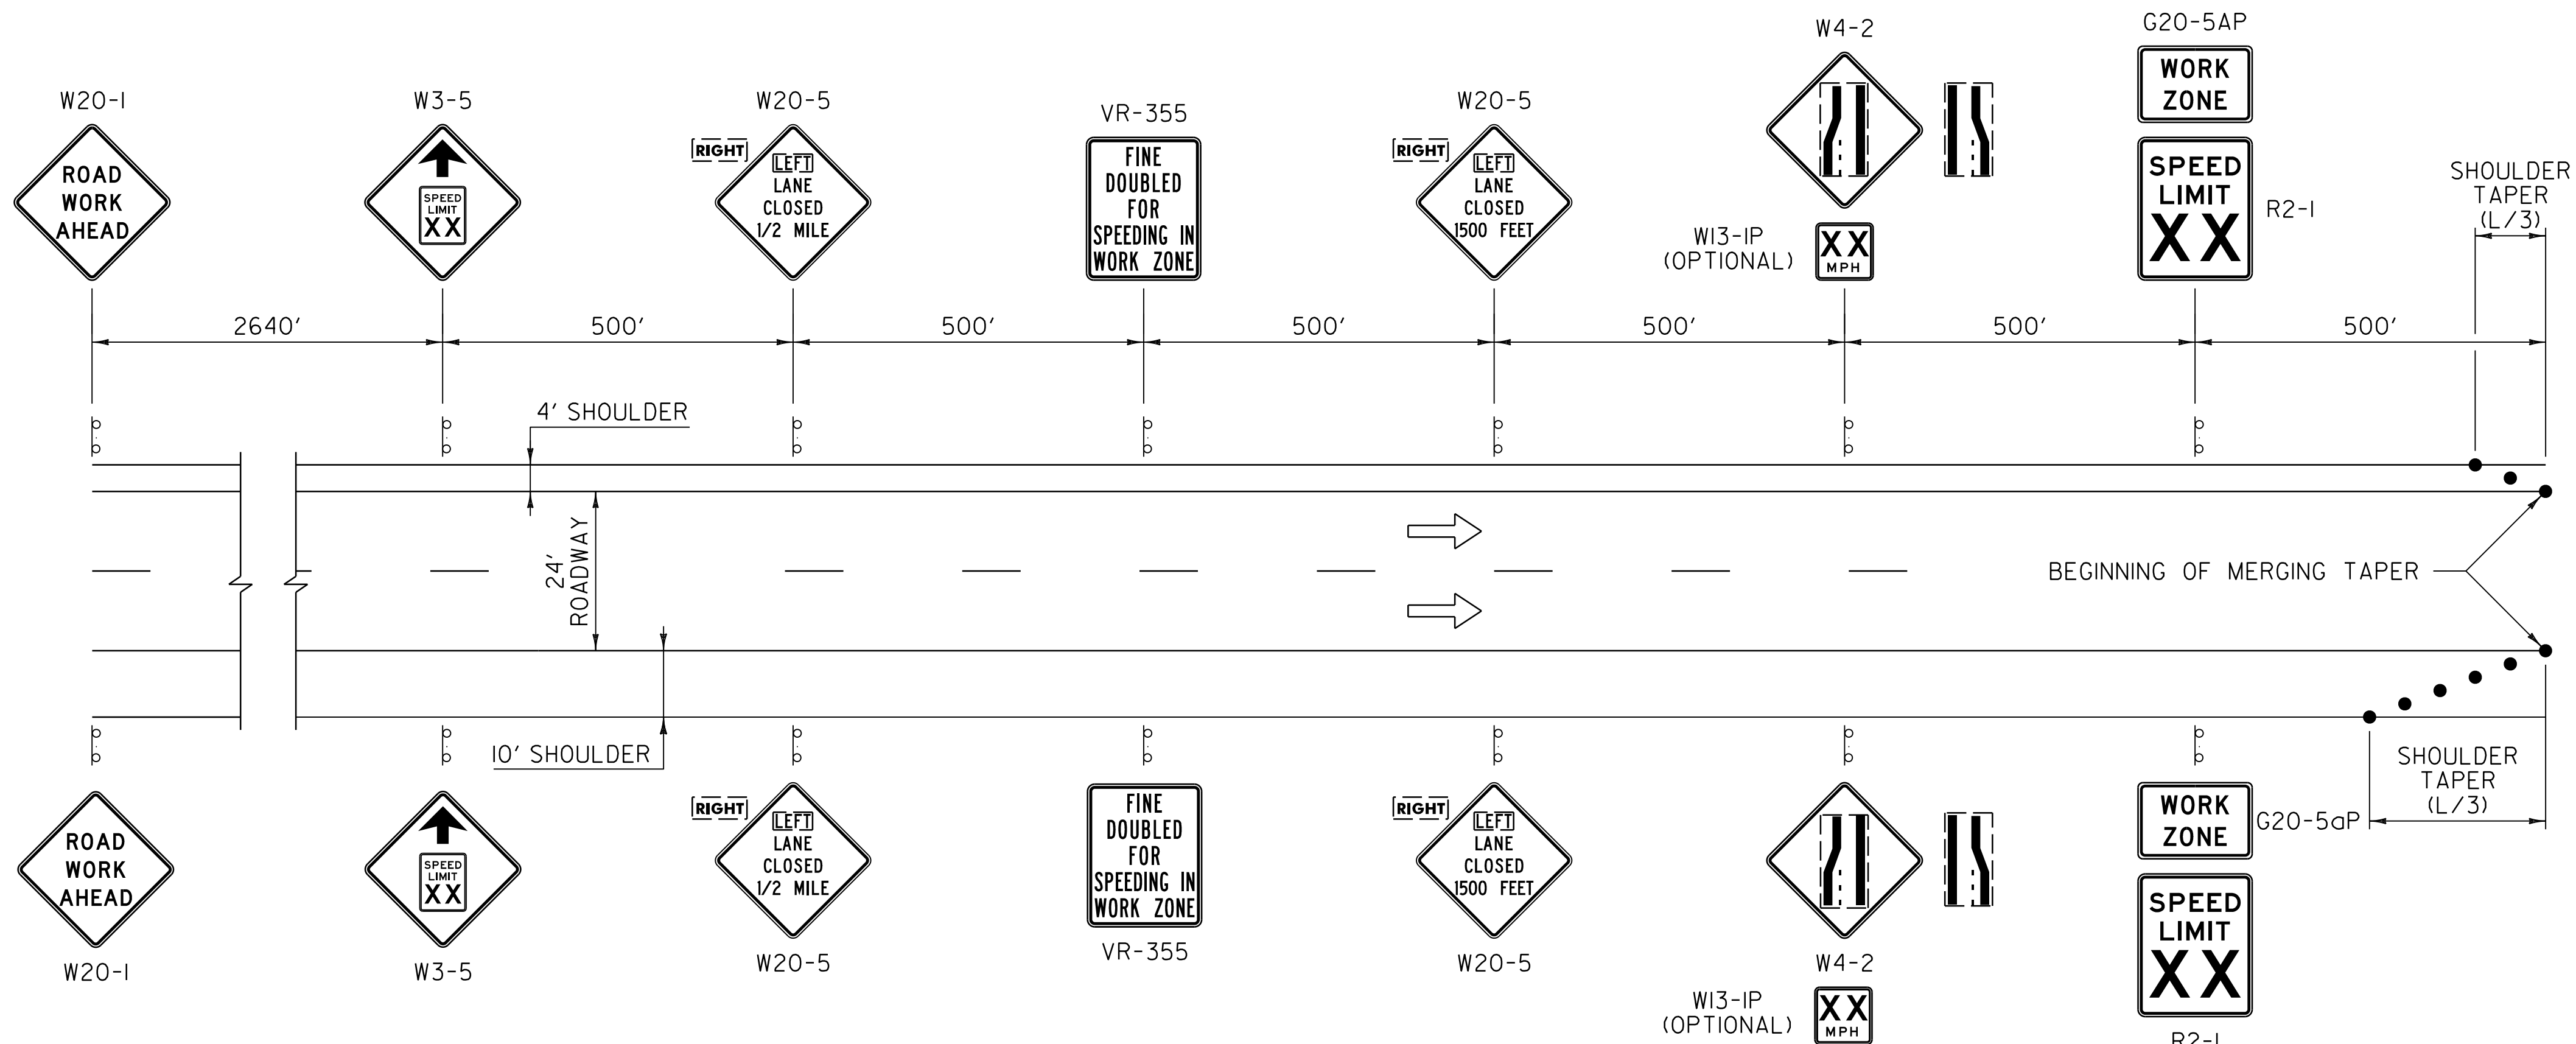 W20-1
ROAD
WORK
AHEAD
W3-5
SPEED
LIMIT
XX
W20-5
RIGHT
LEFT
LANE
CLOSED
1/2 MILE
VR-355
FINE
DOUBLED
FOR
SPEEDING IN
WORK ZONE
W20-5
RIGHT
LEFT
LANE
CLOSED
1500 FEET
W4-2
W13-1P
(OPTIONAL)
XX
MPH
G20-5AP
WORK
ZONE
SPEED
LIMIT
XX
R2-1
SHOULDER
TAPER
(L/3)
2640'
500'
500'
500'
500'
500'
500'
4' SHOULDER
24'
ROADWAY
BEGINNING OF MERGING TAPER
10' SHOULDER
ROAD
WORK
AHEAD
W20-1
SPEED
LIMIT
XX
W3-5
RIGHT
LEFT
LANE
CLOSED
1/2 MILE
W20-5
FINE
DOUBLED
FOR
SPEEDING IN
WORK ZONE
VR-355
RIGHT
LEFT
LANE
CLOSED
1500 FEET
W20-5
W4-2
W13-1P
(OPTIONAL)
XX
MPH
WORK
ZONE
G20-5aP
SPEED
LIMIT
XX
R2-1
SHOULDER
TAPER
(L/3)